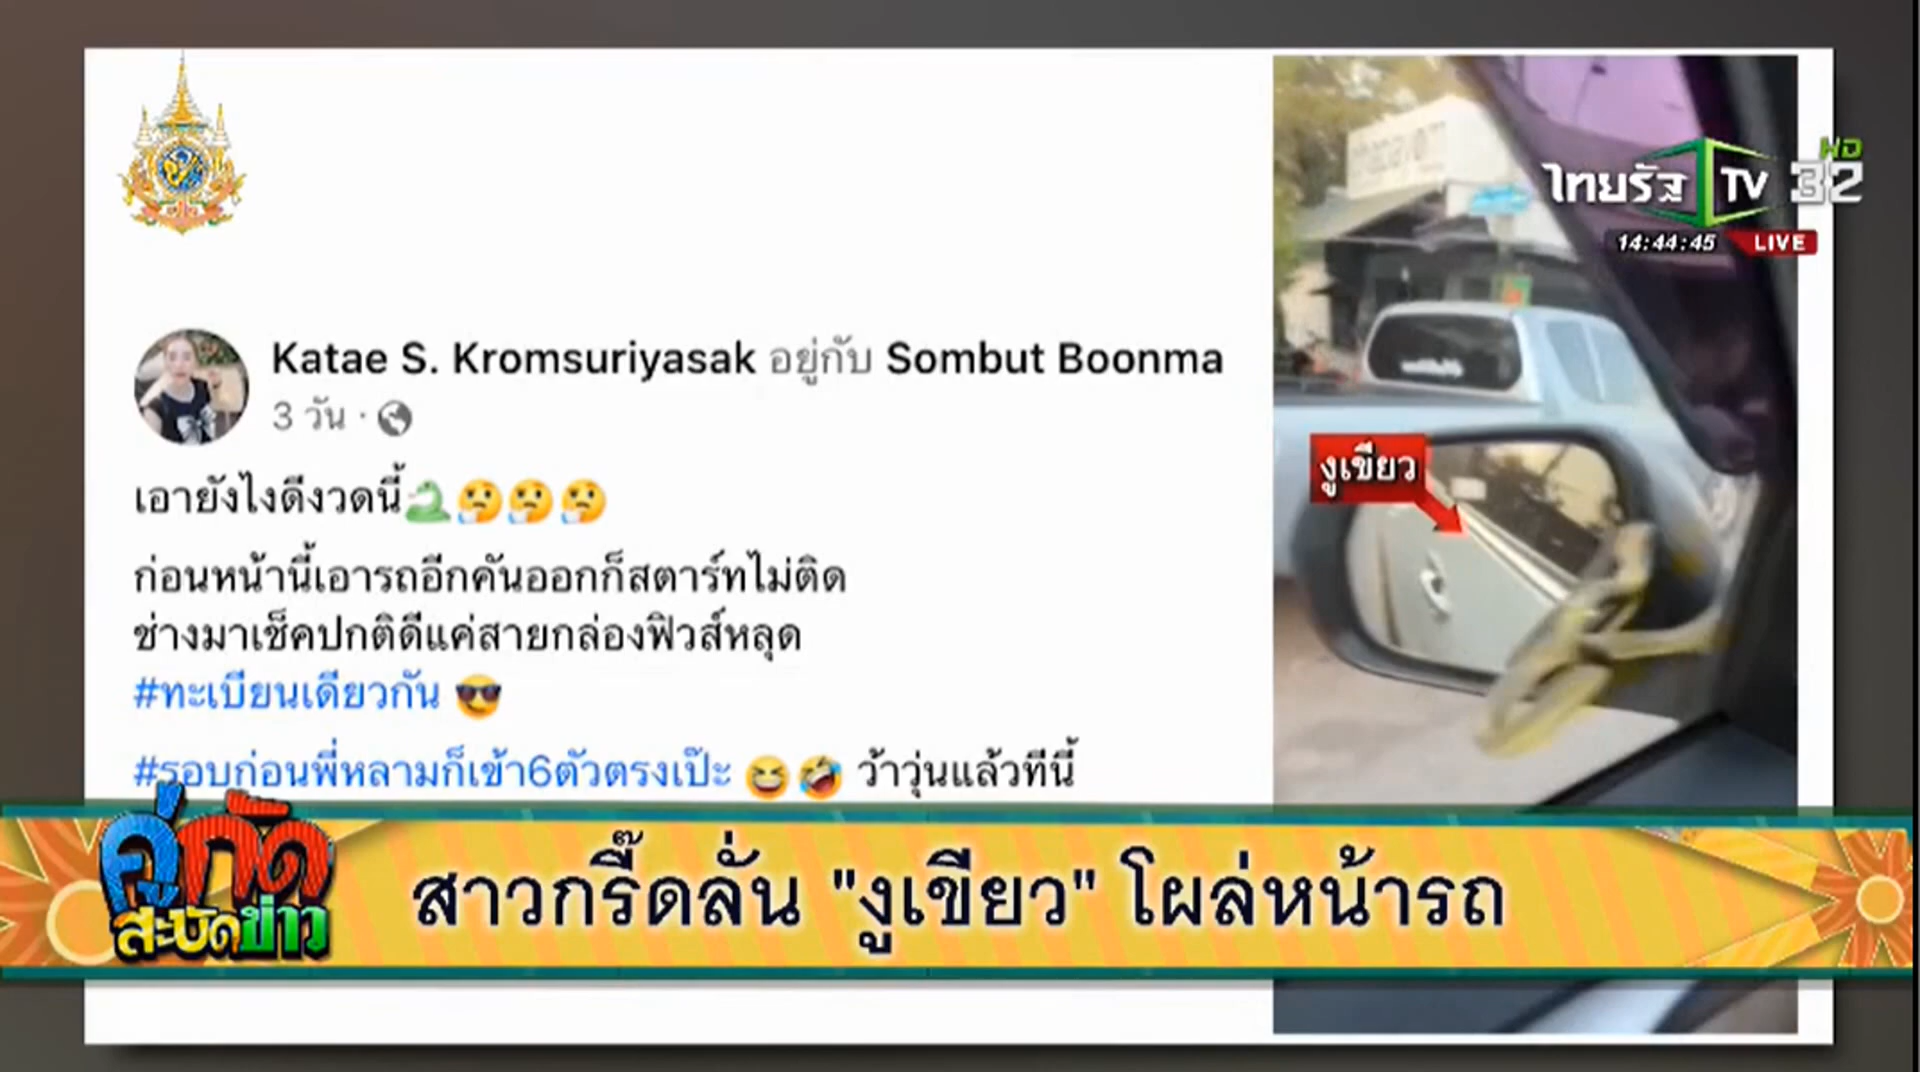 ไทยรัฐ TV 32 HD
14:44:45 LIVE
Katae S. Kromsuriyasak อยู่กับ Sombut Boonma
3 วัน ·
เอายังไงดีงวดนี้🐍🤔🤔🤔
ก่อนหน้านี้เอารถอีกคันออกก็สตาร์ทไม่ติด
ช่างมาเช็คปกติดีแค่สายกล่องฟิวส์หลุด
#ทะเบียนเดียวกัน 😎
#รอบก่อนพี่หลามก็เข้า6ตัวตรงเป๊ะ 😆🤣 ว้าวุ่นแล้วทีนี้
งูเขียว
คู่กัด
สะบัดข่าว
สาวกรี๊ดลั่น "งูเขียว" โผล่หน้ารถ